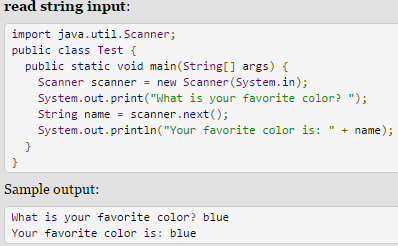 read string input:
import java.util.Scanner;
public class Test {
  public static void main(String[] args) {
    Scanner scanner = new Scanner(System.in);
    System.out.print("What is your favorite color? ");
    String name = scanner.next();
    System.out.println("Your favorite color is: " + name);
  }
}
Sample output:
What is your favorite color? blue
Your favorite color is: blue